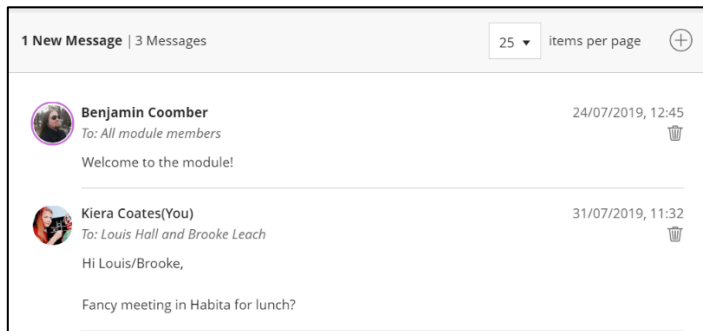 1 New Message | 3 Messages
25 ▾ items per page
Benjamin Coomber 24/07/2019, 12:45
To: All module members
Welcome to the module!
Kiera Coates(You) 31/07/2019, 11:32
To: Louis Hall and Brooke Leach
Hi Louis/Brooke,
Fancy meeting in Habita for lunch?